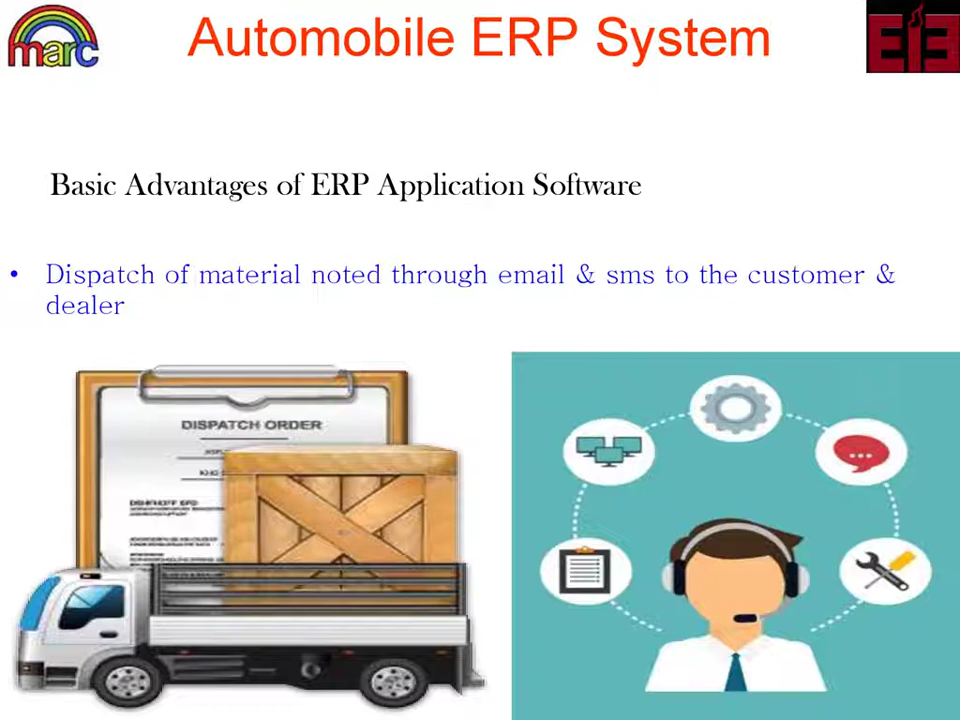 marc
Automobile ERP System
EIE
Basic Advantages of ERP Application Software
• Dispatch of material noted through email & sms to the customer &
dealer
DISPATCH ORDER